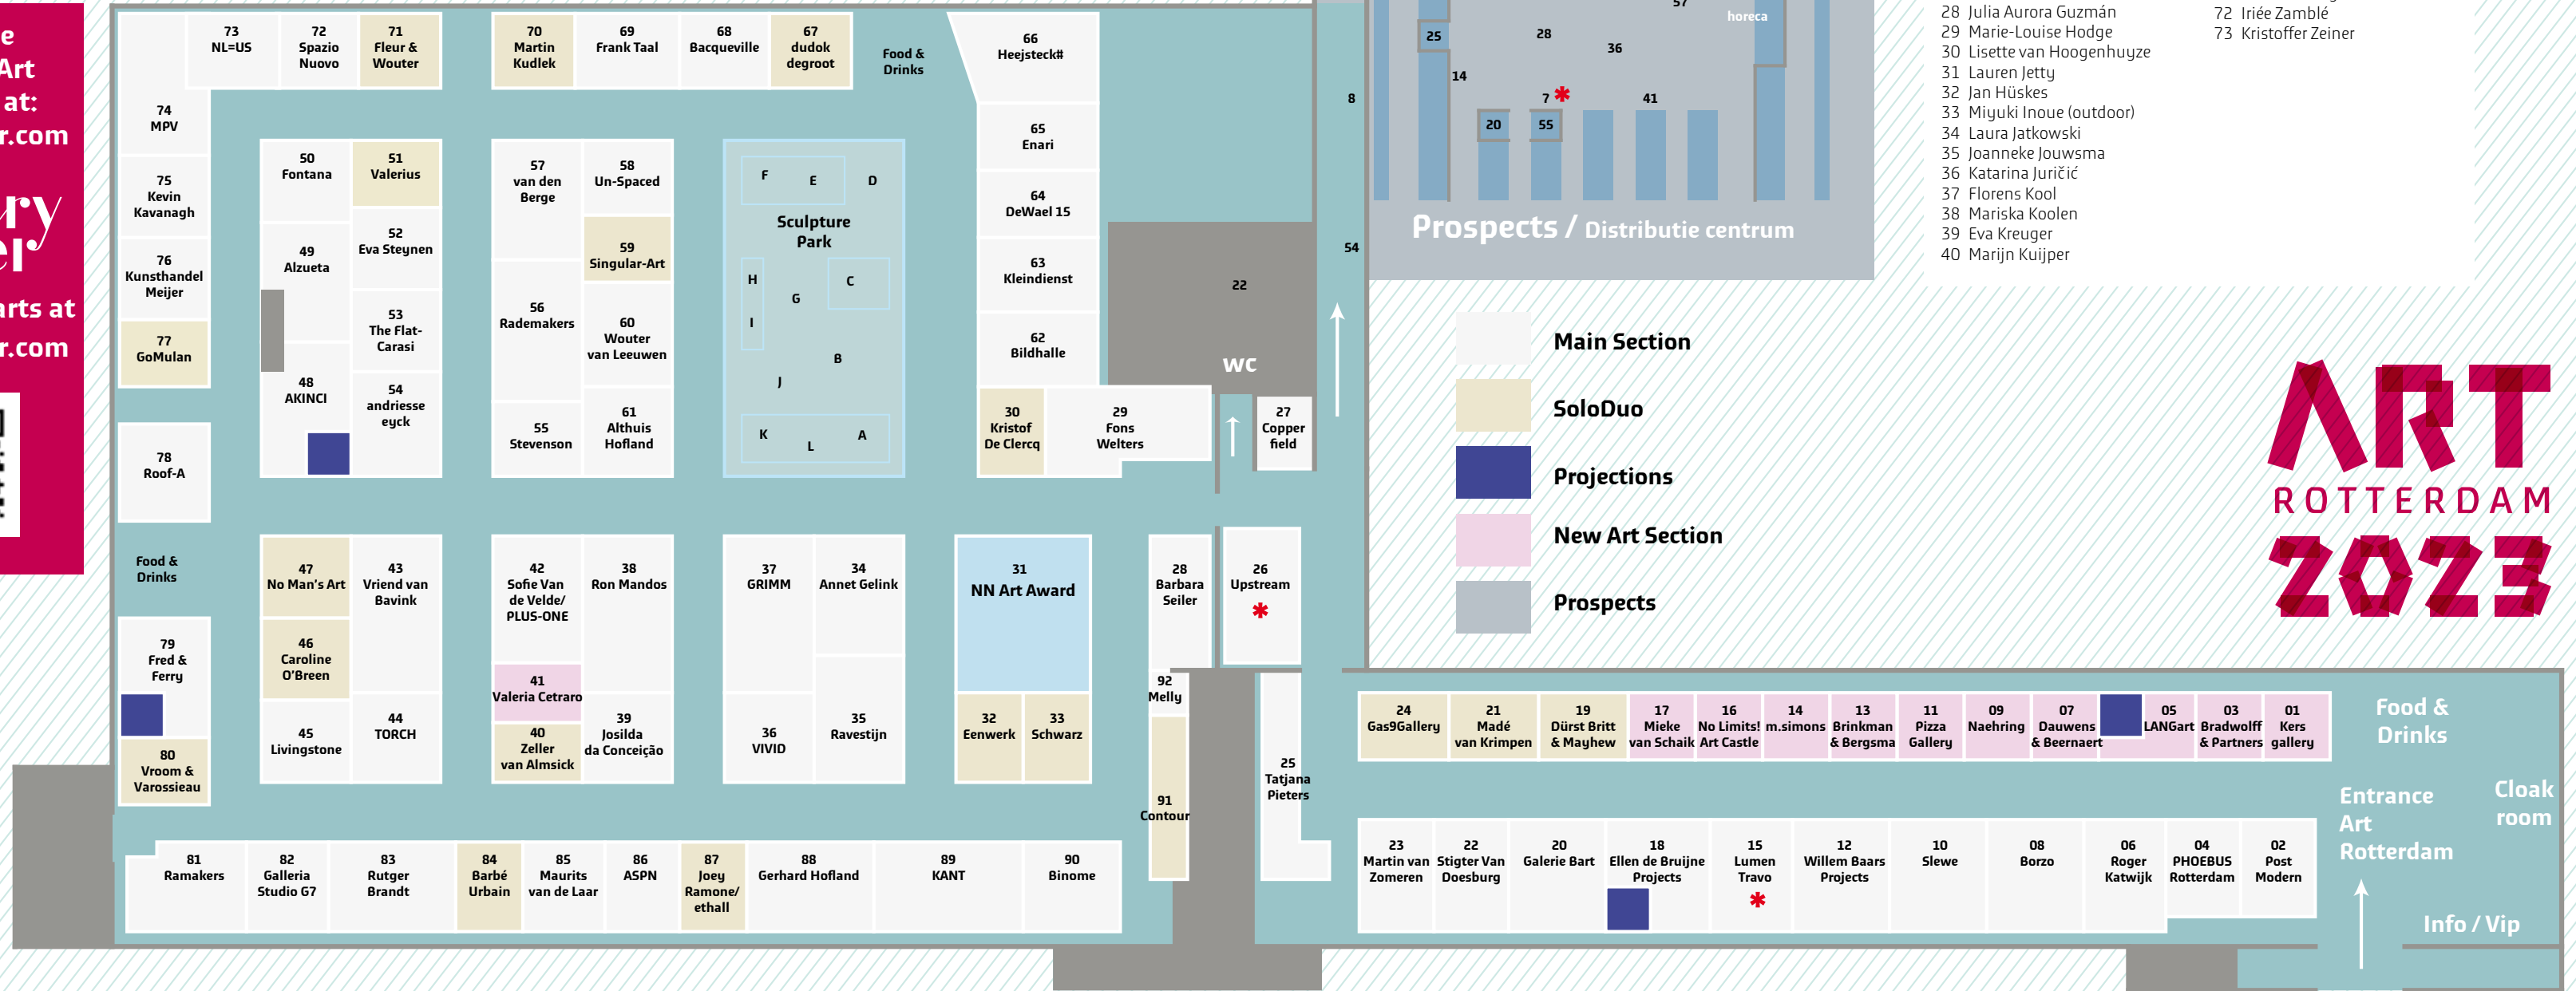 e
Art
at:
r.com
ury
er
arts at
r.com
73
NL=US
72
Spazio
Nuovo
71
Fleur &
Wouter
70
Martin
Kudlek
69
Frank Taal
68
Bacqueville
67
dudok
degroot
Food &
Drinks
66
Heejsteck#
74
MPV
75
Kevin
Kavanagh
76
Kunsthandel
Meijer
77
GoMulan
78
Roof-A
Food &
Drinks
79
Fred &
Ferry
80
Vroom &
Varossieau
50
Fontana
51
Valerius
49
Alzueta
52
Eva Steynen
53
The Flat-
Carasi
48
AKINCI
54
andriesse
eyck
57
van den
Berge
58
Un-Spaced
59
Singular-Art
56
Rademakers
60
Wouter
van Leeuwen
55
Stevenson
61
Althuis
Hofland
F
E
D
Sculpture
Park
H
C
G
I
B
J
K
L
A
65
Enari
64
DeWael 15
63
Kleindienst
62
Bildhalle
30
Kristof
De Clercq
29
Fons
Welters
22
wc
27
Copper
field
8
54
47
No Man's Art
43
Vriend van
Bavink
46
Caroline
O'Breen
45
Livingstone
44
TORCH
42
Sofie Van
de Velde/
PLUS-ONE
38
Ron Mandos
41
Valeria Cetraro
40
Zeller
van Almsick
39
Josilda
da Conceição
37
GRIMM
34
Annet Gelink
36
VIVID
35
Ravestijn
31
NN Art Award
32
Eenwerk
33
Schwarz
28
Barbara
Seiler
26
Upstream
*
92
Melly
91
Contour
25
Tatjana
Pieters
81
Ramakers
82
Galleria
Studio G7
83
Rutger
Brandt
84
Barbé
Urbain
85
Maurits
van de Laar
86
ASPN
87
Joey
Ramone/
ethall
88
Gerhard Hofland
89
KANT
90
Binome
57
horeca
25
28
36
14
7 *
41
20
55
Prospects / Distributie centrum
28 Julia Aurora Guzmán
29 Marie-Louise Hodge
30 Lisette van Hoogenhuyze
31 Lauren Jetty
32 Jan Hüskes
33 Miyuki Inoue (outdoor)
34 Laura Jatkowski
35 Joanneke Jouwsma
36 Katarina Juričić
37 Florens Kool
38 Mariska Koolen
39 Eva Kreuger
40 Marijn Kuijper
72 Iriée Zamblé
73 Kristoffer Zeiner
Main Section
SoloDuo
Projections
New Art Section
Prospects
ART
ROTTERDAM
2023
24
Gas9Gallery
21
Madé
van Krimpen
19
Dürst Britt
& Mayhew
17
Mieke
van Schaik
16
No Limits!
Art Castle
14
m.simons
13
Brinkman
& Bergsma
11
Pizza
Gallery
09
Naehring
07
Dauwens
& Beernaert
05
LANGart
03
Bradwolff
& Partners
01
Kers
gallery
Food &
Drinks
23
Martin van
Zomeren
22
Stigter Van
Doesburg
20
Galerie Bart
18
Ellen de Bruijne
Projects
15
Lumen
Travo
*
12
Willem Baars
Projects
10
Slewe
08
Borzo
06
Roger
Katwijk
04
PHOEBUS
Rotterdam
02
Post
Modern
Entrance
Art
Rotterdam
Cloak
room
Info / Vip